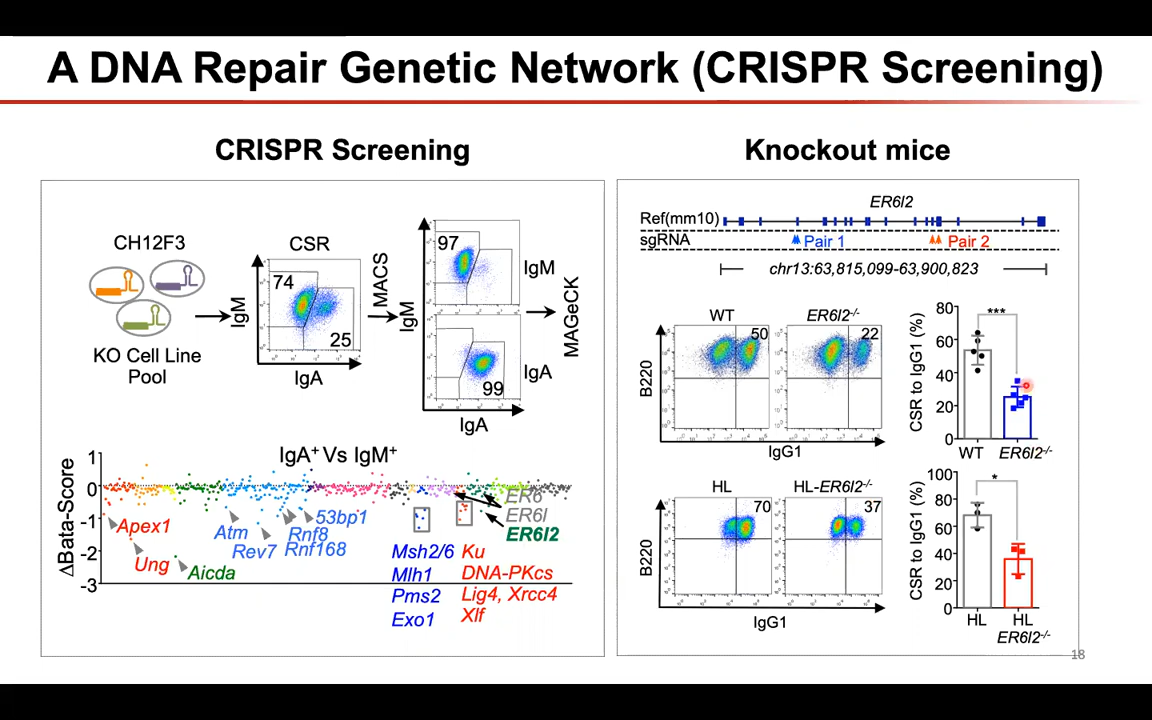 A DNA Repair Genetic Network (CRISPR Screening)
CRISPR Screening
CH12F3
KO Cell Line
Pool
CSR
74
25
IgM
IgA
MACS
97
IgM
99
IgA
IgM
IgA
MAGeCK
IgA+ Vs IgM+
ΔBata-Score
1
0
-1
-2
-3
Apex1
Ung
Aicda
Atm
Rev7
Rnf8
Rnf168
53bp1
Msh2/6
Mlh1
Pms2
Exo1
Ku
DNA-PKcs
Lig4, Xrcc4
Xlf
ER6
ER6l
ER6l2
Knockout mice
ER6l2
Ref(mm10)
sgRNA
Pair 1
Pair 2
chr13:63,815,099-63,900,823
WT
ER6l2-/-
50
22
B220
IgG1
CSR to IgG1 (%)
80
60
40
20
0
***
WT
ER6l2-/-
HL
HL-ER6l2-/-
70
37
B220
IgG1
CSR to IgG1 (%)
100
80
60
40
20
0
*
HL
HL
ER6l2-/-
18